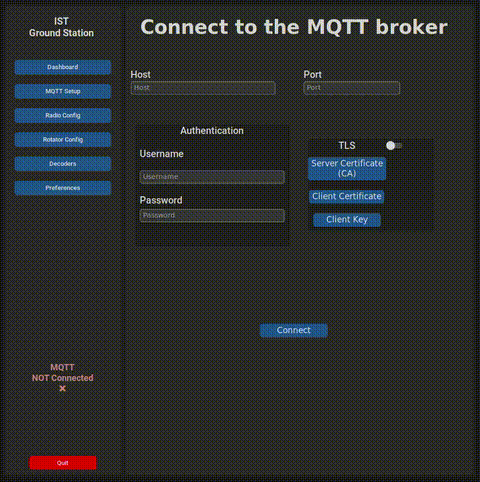 IST
Ground Station
Dashboard
MQTT Setup
Radio Config
Rotator Config
Decoders
Preferences
MQTT
NOT Connected
Quit
Connect to the MQTT broker
Host
Host
Port
Port
Authentication
Username
Username
Password
Password
TLS
Server Certificate
(CA)
Client Certificate
Client Key
Connect